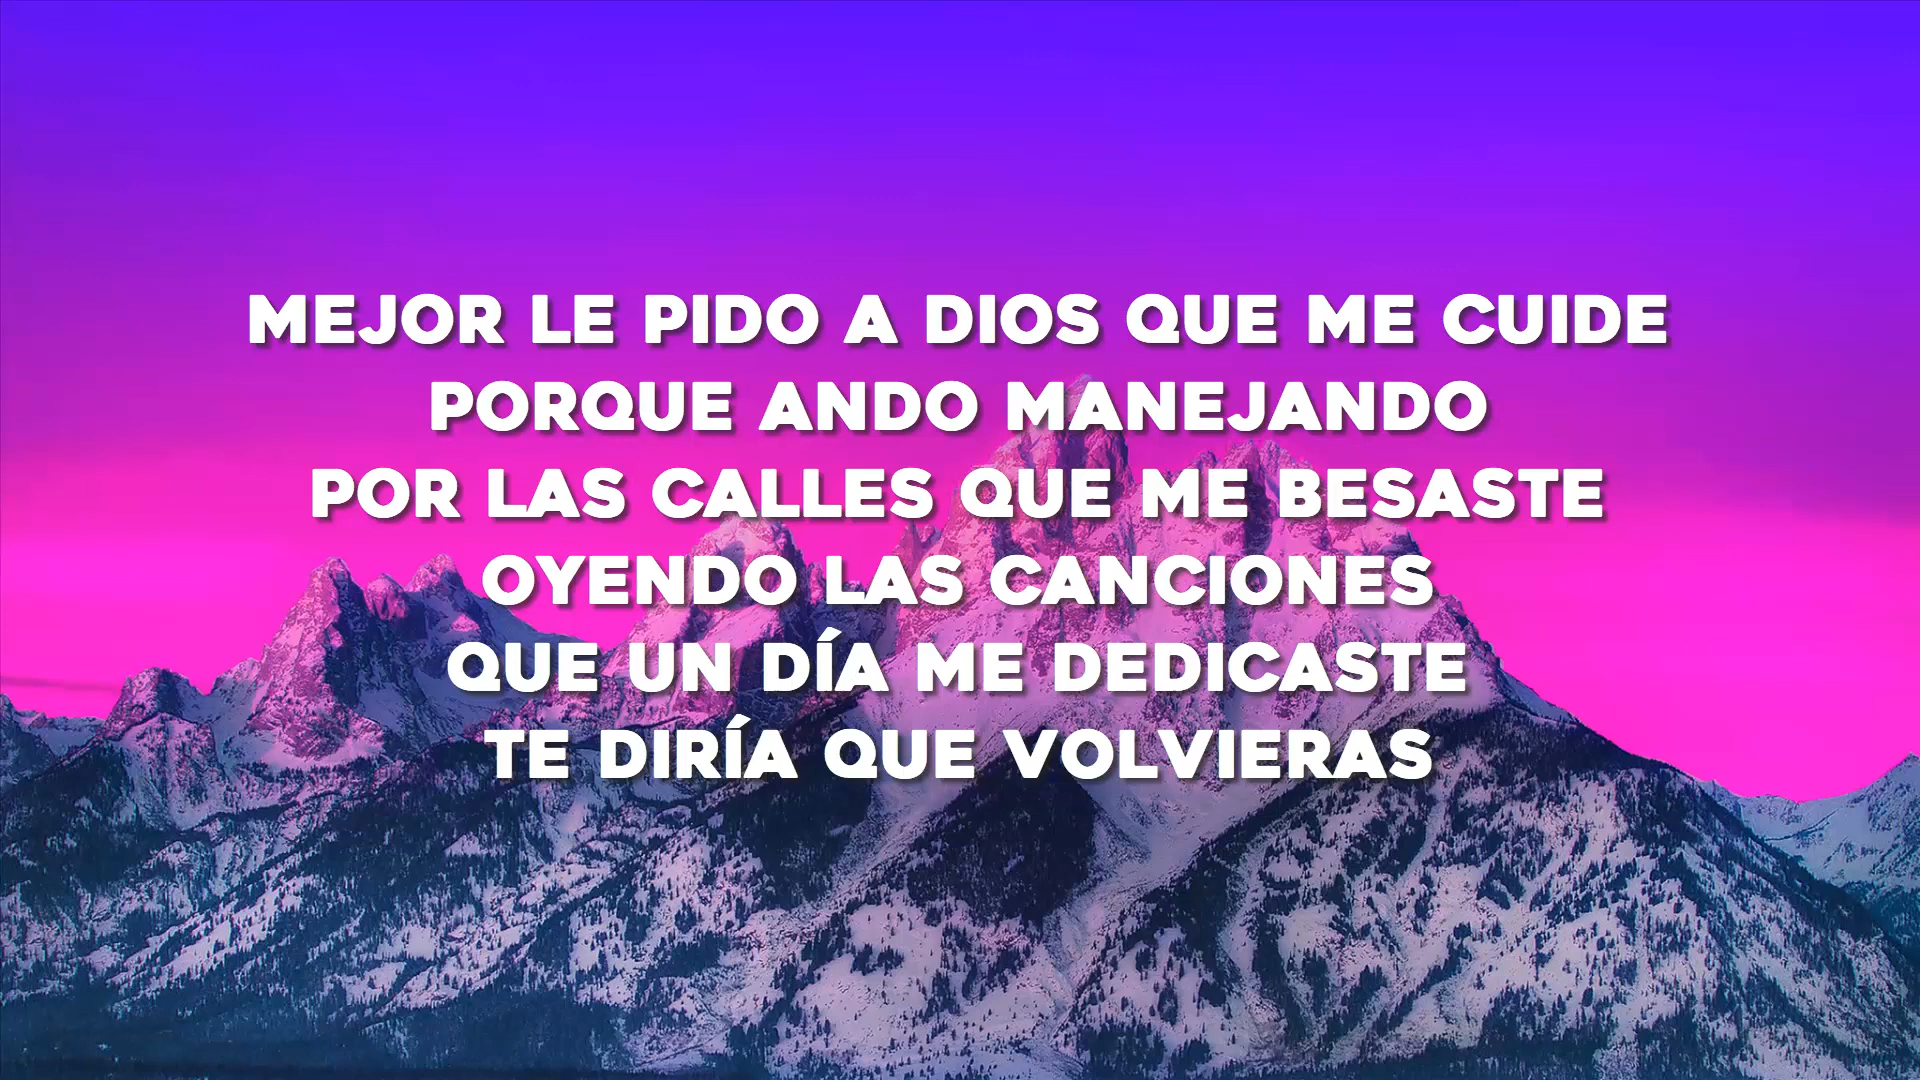 MEJOR LE PIDO A DIOS QUE ME CUIDE
PORQUE ANDO MANEJANDO
POR LAS CALLES QUE ME BESASTE
OYENDO LAS CANCIONES
QUE UN DÍA ME DEDICASTE
TE DIRÍA QUE VOLVIERAS